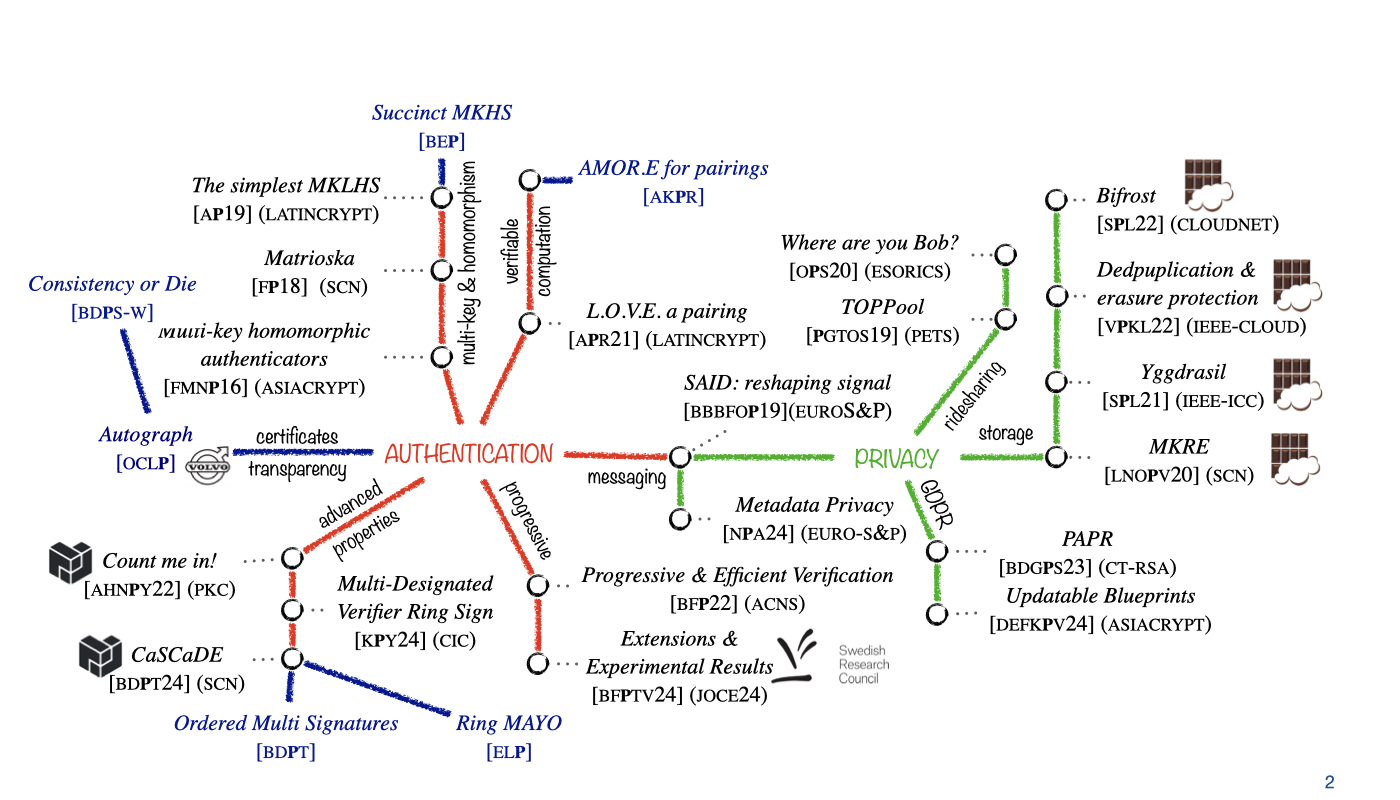 Succinct MKHS
[BEP]
The simplest MKLHS
[AP19] (LATINCRYPT)
Matrioska
[FP18] (SCN)
Multi-key homomorphic
authenticators
[FMNP16] (ASIACRYPT)
multi-key & homomorphism
verifiable
computation
AMOR.E for pairings
[AKPR]
L.O.V.E. a pairing
[APR21] (LATINCRYPT)
Consistency or Die
[BDPS-W]
Autograph
[OCLP]
VOLVO
certificates
transparency
AUTHENTICATION
messaging
SAID: reshaping signal
[BBBFOP19](EUROS&P)
Metadata Privacy
[NPA24] (EURO-S&P)
PRIVACY
Where are you Bob?
[OPS20] (ESORICS)
TOPPool
[PGTOS19] (PETS)
ridesharing
storage
Bifrost
[SPL22] (CLOUDNET)
Dedpuplication &
erasure protection
[VPKL22] (IEEE-CLOUD)
Yggdrasil
[SPL21] (IEEE-ICC)
MKRE
[LNOPV20] (SCN)
GDPR
PAPR
[BDGPS23] (CT-RSA)
Updatable Blueprints
[DEFKPV24] (ASIACRYPT)
advanced
properties
Count me in!
[AHNPY22] (PKC)
Multi-Designated
Verifier Ring Sign
[KPY24] (CIC)
CaSCaDE
[BDPT24] (SCN)
Ordered Multi Signatures
[BDPT]
Ring MAYO
[ELP]
progressive
Progressive & Efficient Verification
[BFP22] (ACNS)
Extensions &
Experimental Results
[BFPTV24] (JOCE24)
Swedish
Research
Council
2